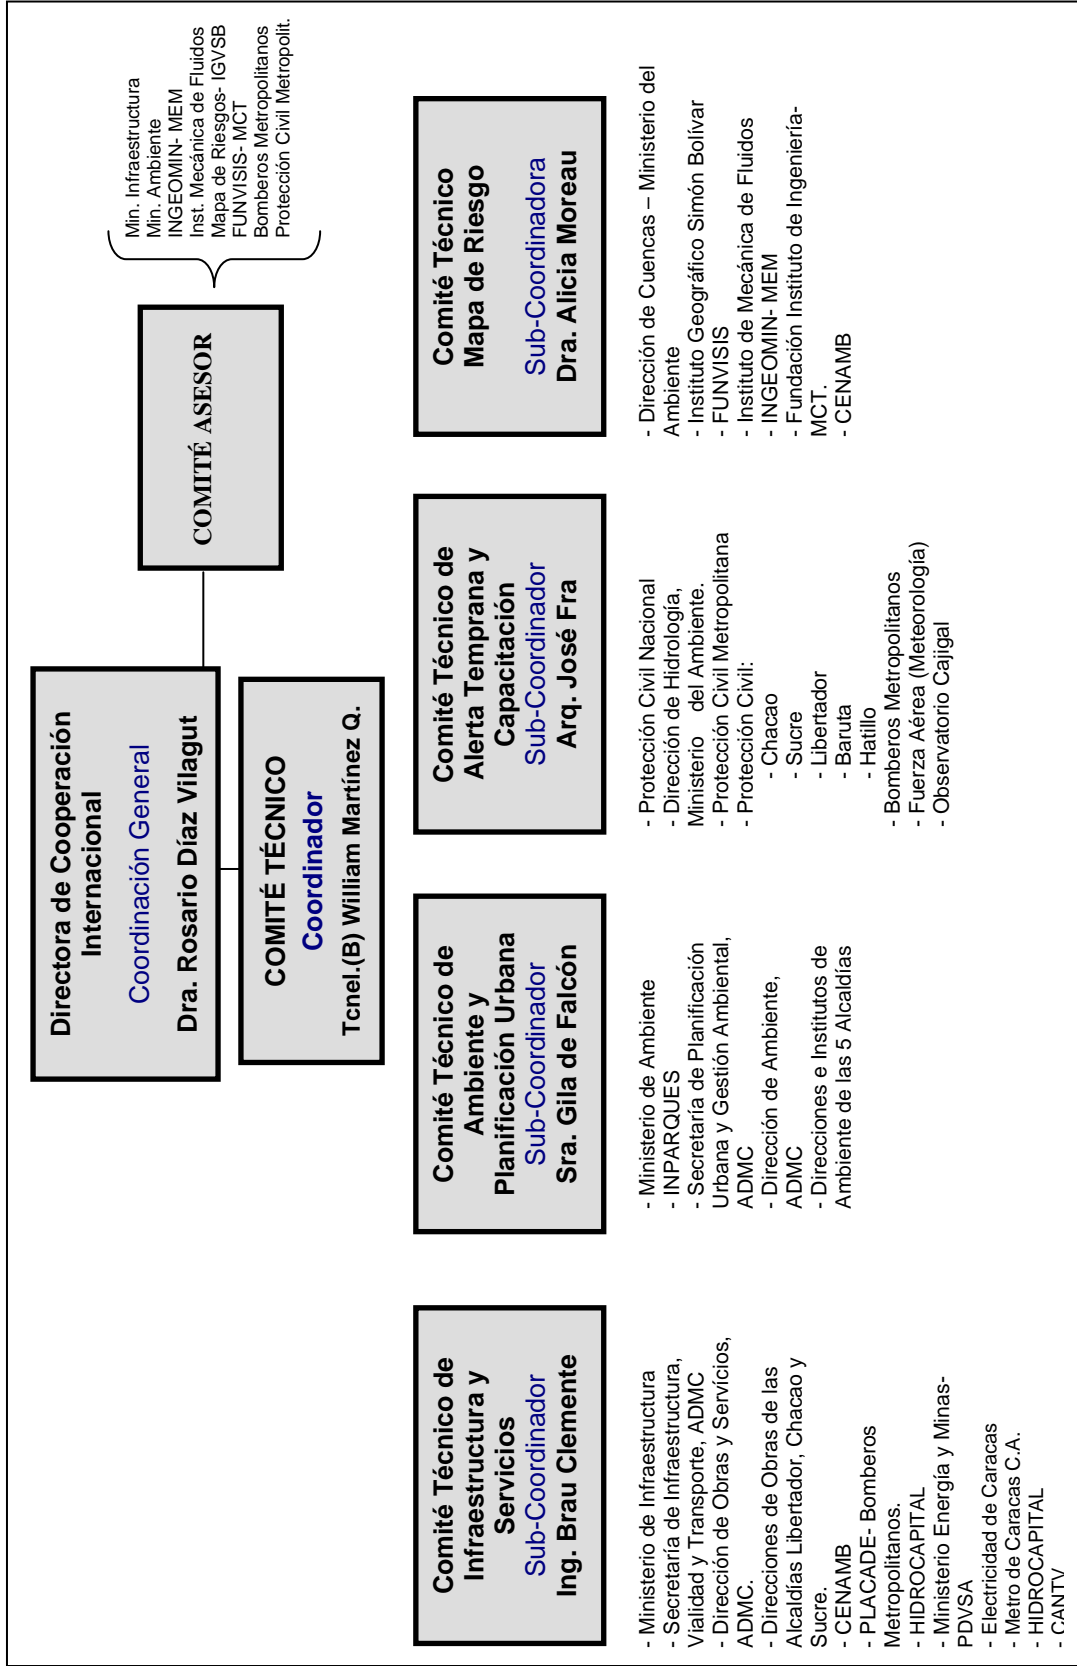 Directora de Cooperación
Internacional
Coordinación General
Dra. Rosario Díaz Vilagut
COMITÉ TÉCNICO
Coordinador
Tcnel.(B) William Martínez Q.
COMITÉ ASESOR
Min. Infraestructura
Min. Ambiente
INGEOMIN- MEM
Inst. Mecánica de Fluidos
Mapa de Riesgos- IGVSB
FUNVISIS- MCT
Bomberos Metropolitanos
Protección Civil Metropolit.
Comité Técnico de
Infraestructura y
Servicios
Sub-Coordinador
Ing. Brau Clemente
- Ministerio de Infraestructura
- Secretaría de Infraestructura,
Vialidad y Transporte, ADMC
- Dirección de Obras y Servicios,
ADMC.
- Direcciones de Obras de las
Alcaldías Libertador, Chacao y
Sucre.
- CENAMB
- PLACADE- Bomberos
Metropolitanos.
- HIDROCAPITAL
- Ministerio Energía y Minas-
PDVSA
- Electricidad de Caracas
- Metro de Caracas C.A.
- HIDROCAPITAL
- CANTV
Comité Técnico de
Ambiente y
Planificación Urbana
Sub-Coordinador
Sra. Gila de Falcón
- Ministerio de Ambiente
- INPARQUES
- Secretaría de Planificación
Urbana y Gestión Ambiental,
ADMC
- Dirección de Ambiente,
ADMC
- Direcciones e Institutos de
Ambiente de las 5 Alcaldías
Comité Técnico de
Alerta Temprana y
Capacitación
Sub-Coordinador
Arq. José Fra
- Protección Civil Nacional
- Dirección de Hidrología,
Ministerio del Ambiente.
- Protección Civil Metropolitana
- Protección Civil:
- Chacao
- Sucre
- Libertador
- Baruta
- Hatillo
- Bomberos Metropolitanos
- Fuerza Aérea (Meteorología)
- Observatorio Cajigal
Comité Técnico
Mapa de Riesgo
Sub-Coordinadora
Dra. Alicia Moreau
- Dirección de Cuencas – Ministerio del
Ambiente
- Instituto Geográfico Simón Bolívar
- FUNVISIS
- Instituto de Mecánica de Fluidos
- INGEOMIN- MEM
- Fundación Instituto de Ingeniería-
MCT.
- CENAMB